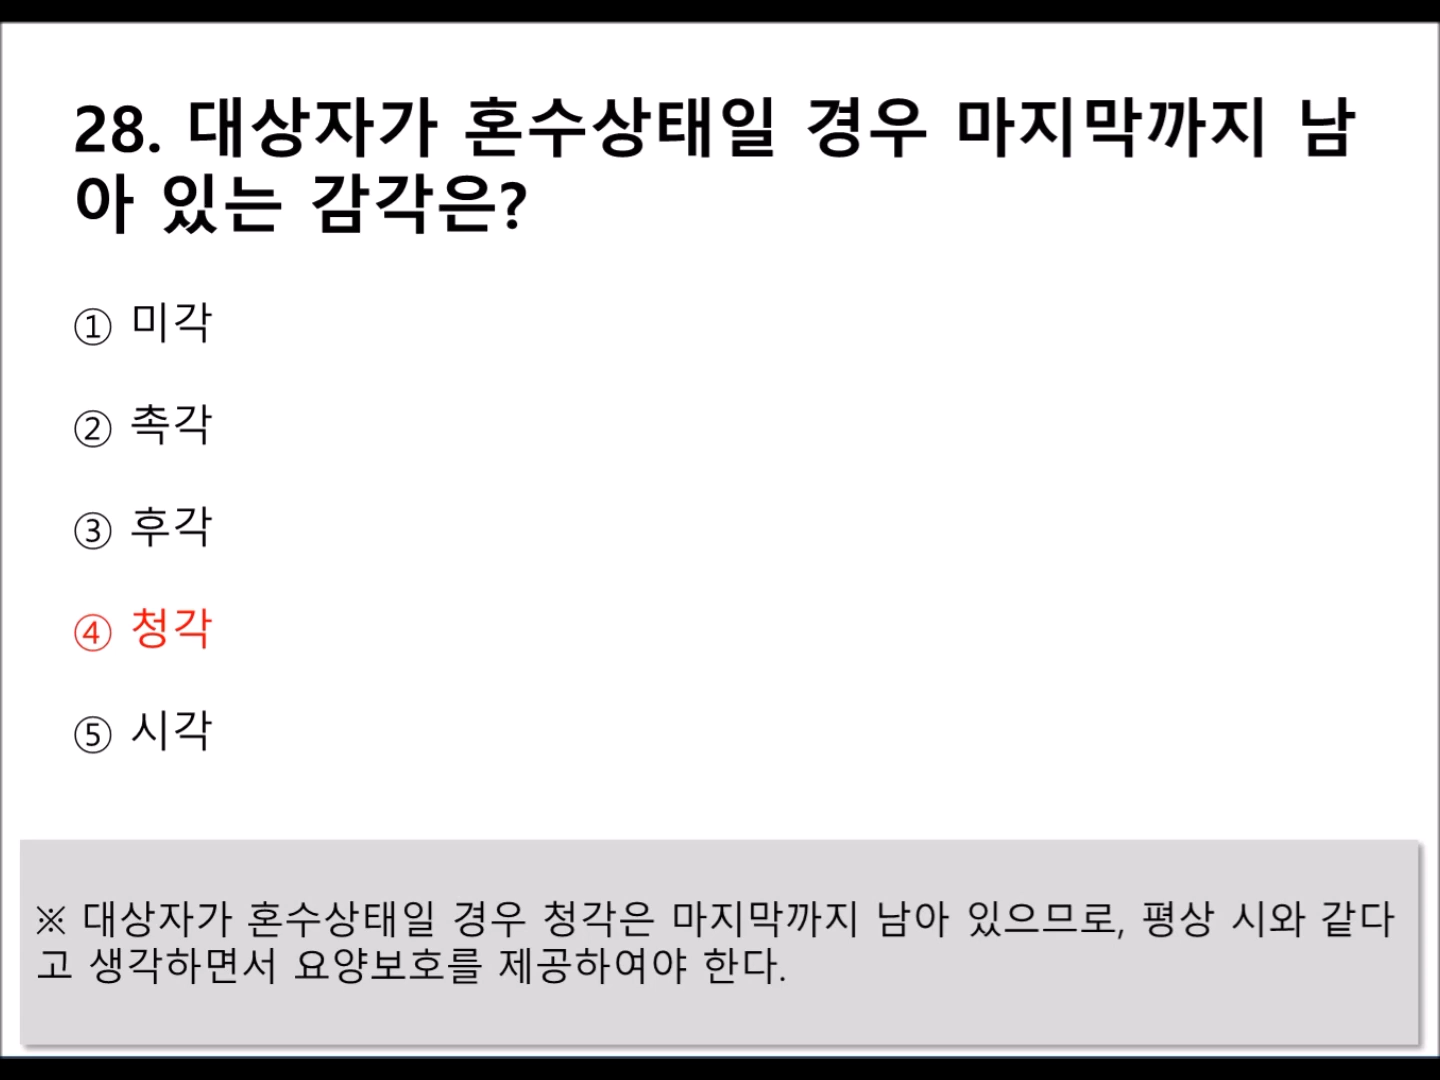 28. 대상자가 혼수상태일 경우 마지막까지 남
아 있는 감각은?
① 미각
② 촉각
③ 후각
④ 청각
⑤ 시각
※ 대상자가 혼수상태일 경우 청각은 마지막까지 남아 있으므로, 평상 시와 같다
고 생각하면서 요양보호를 제공하여야 한다.